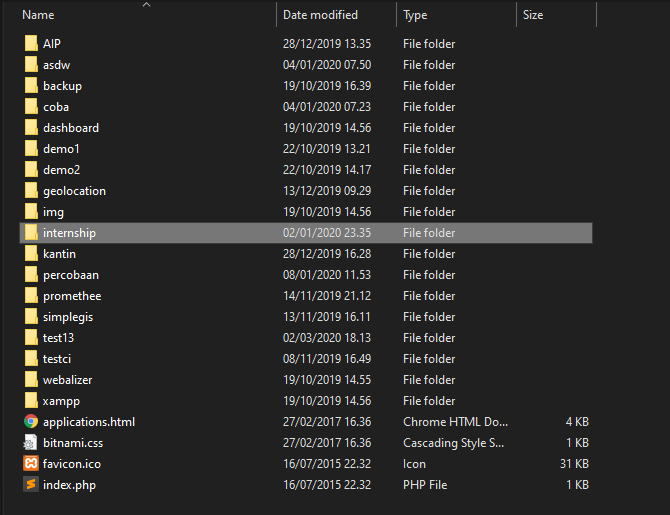 Name Date modified Type Size
AIP 28/12/2019 13.35 File folder
asdw 04/01/2020 07.50 File folder
backup 19/10/2019 16.39 File folder
coba 04/01/2020 07.23 File folder
dashboard 19/10/2019 14.56 File folder
demo1 22/10/2019 13.21 File folder
demo2 22/10/2019 14.17 File folder
geolocation 13/12/2019 09.29 File folder
img 19/10/2019 14.56 File folder
internship 02/01/2020 23.35 File folder
kantin 28/12/2019 16.28 File folder
percobaan 08/01/2020 11.53 File folder
promethee 14/11/2019 21.12 File folder
simplegis 13/11/2019 16.11 File folder
test13 02/03/2020 18.13 File folder
testci 08/11/2019 16.49 File folder
webalizer 19/10/2019 14.55 File folder
xampp 19/10/2019 14.56 File folder
applications.html 27/02/2017 16.36 Chrome HTML Do... 4 KB
bitnami.css 27/02/2017 16.36 Cascading Style S... 1 KB
favicon.ico 16/07/2015 22.32 Icon 31 KB
index.php 16/07/2015 22.32 PHP File 1 KB